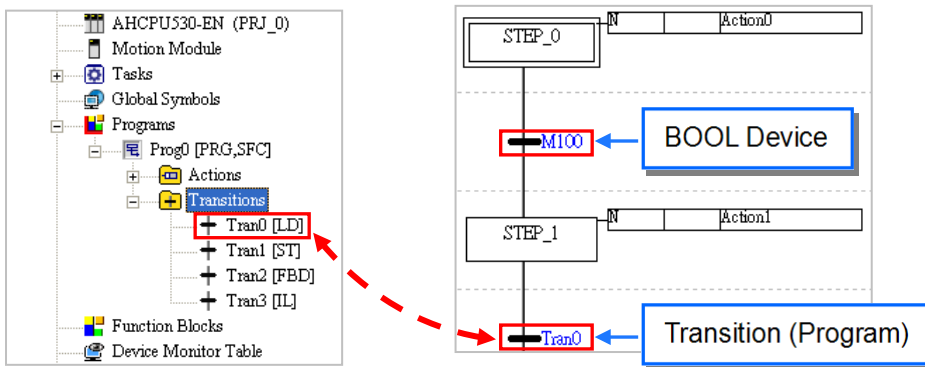 AHCPU530-EN (PRJ_0)
Motion Module
Tasks
Global Symbols
Programs
Prog0 [PRG,SFC]
Actions
Transitions
Tran0 [LD]
Tran1 [ST]
Tran2 [FBD]
Tran3 [IL]
Function Blocks
Device Monitor Table
STEP_0
N Action0
M100
BOOL Device
STEP_1
N Action1
Tran0
Transition (Program)